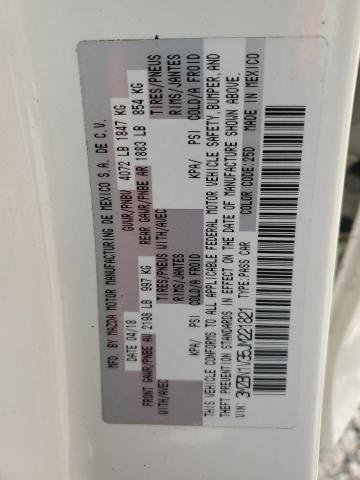 MFD. BY MAZDA MOTOR MANUFACTURING DE MEXICO S.A. DE C.V.
DATE 04/18 GVWR/PNBV 4072 LB 1847 KG
FRONT GAWR/PNBE AV 2198 LB 997 KG REAR GAWR/PNBE AR 1883 LB 854 KG
WITH/AVEC TIRES/PNEUS WITH/AVEC TIRES/PNEUS
RIMS/JANTES RIMS/JANTES
KPA/ PSI COLD/A FROID KPA/ PSI COLD/A FROID
THIS VEHICLE CONFORMS TO ALL APPLICABLE FEDERAL MOTOR VEHICLE SAFETY, BUMPER, AND
THEFT PREVENTION STANDARDS IN EFFECT ON THE DATE OF MANUFACTURE SHOWN ABOVE.
VIN: TYPE:PASS CAR COLOR CODE:25D MADE IN MEXICO